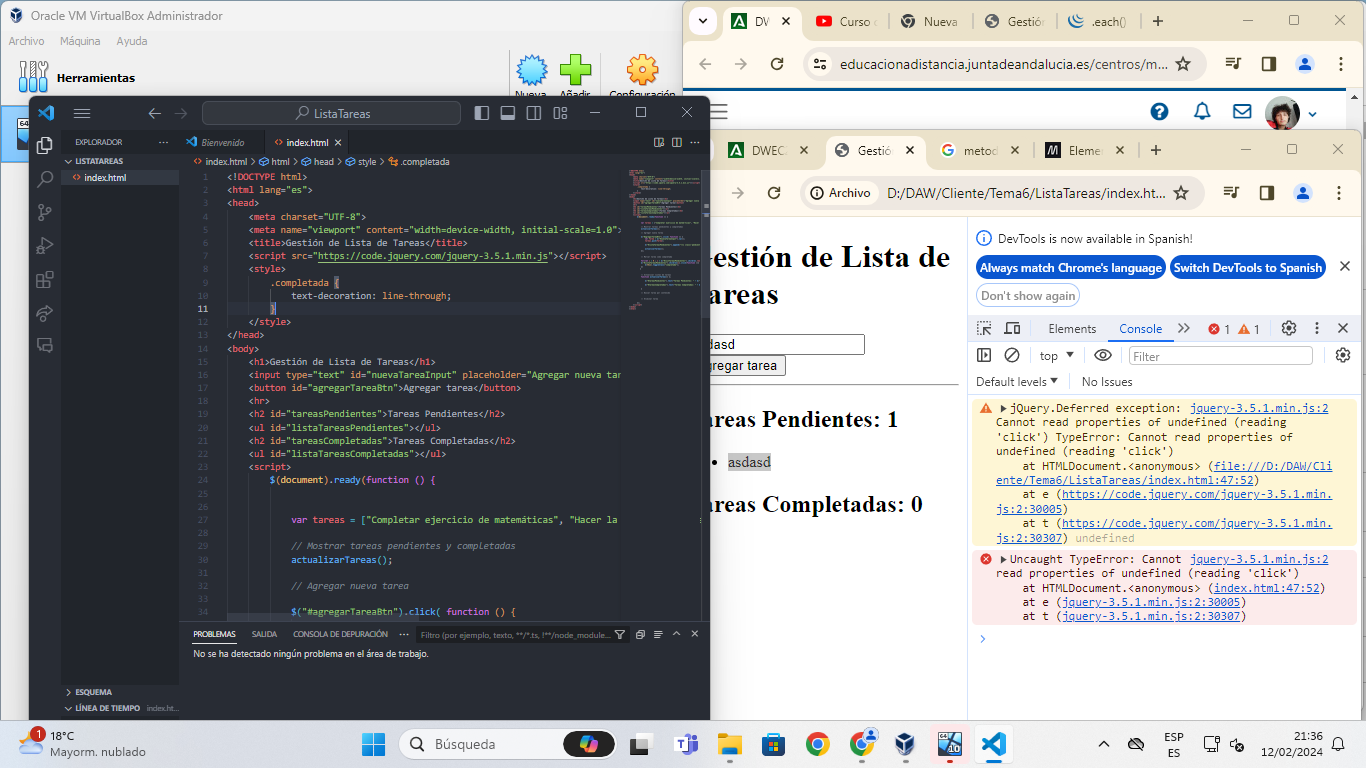 Oracle VM VirtualBox Administrador
Archivo Máquina Ayuda
Herramientas
Nueva Añadir Configuración
DW
Curso
Nueva
Gestión
.each()
educacionadistancia.juntadeandalucia.es/centros/m...
ListaTareas
EXPLORADOR
LISTATAREAS
index.html
ESQUEMA
LÍNEA DE TIEMPO index.ht...
Bienvenido
index.html
index.html > html > head > style > .completada
1 <!DOCTYPE html>
2 <html lang="es">
3 <head>
4 <meta charset="UTF-8">
5 <meta name="viewport" content="width=device-width, initial-scale=1.0">
6 <title>Gestión de Lista de Tareas</title>
7 <script src="https://code.jquery.com/jquery-3.5.1.min.js"></script>
8 <style>
9 .completada {
10 text-decoration: line-through;
11 }
12 </style>
13 </head>
14 <body>
15 <h1>Gestión de Lista de Tareas</h1>
16 <input type="text" id="nuevaTareaInput" placeholder="Agregar nueva tar
17 <button id="agregarTareaBtn">Agregar tarea</button>
18 <hr>
19 <h2 id="tareasPendientes">Tareas Pendientes</h2>
20 <ul id="listaTareasPendientes"></ul>
21 <h2 id="tareasCompletadas">Tareas Completadas</h2>
22 <ul id="listaTareasCompletadas"></ul>
23 <script>
24 $(document).ready(function () {
25
26
27 var tareas = ["Completar ejercicio de matemáticas", "Hacer la
28
29 // Mostrar tareas pendientes y completadas
30 actualizarTareas();
31
32 // Agregar nueva tarea
33
34 $("#agregarTareaBtn").click( function () {
PROBLEMAS SALIDA CONSOLA DE DEPURACIÓN ... Filtro (por ejemplo, texto, **/*.ts, !**/node_module...
No se ha detectado ningún problema en el área de trabajo.
DWEC
Gestió
metod
Elemer
Archivo D:/DAW/Cliente/Tema6/ListaTareas/index.ht...
estión de Lista de
areas
dasd
regar tarea
areas Pendientes: 1
• asdasd
areas Completadas: 0
DevTools is now available in Spanish!
Always match Chrome's language
Switch DevTools to Spanish
Don't show again
Elements Console 1 1
top Filter
Default levels No Issues
jQuery.Deferred exception: jquery-3.5.1.min.js:2
Cannot read properties of undefined (reading
'click') TypeError: Cannot read properties of
undefined (reading 'click')
at HTMLDocument.<anonymous> (file:///D:/DAW/Cli
ente/Tema6/ListaTareas/index.html:47:52)
at e (https://code.jquery.com/jquery-3.5.1.min.
js:2:30005)
at t (https://code.jquery.com/jquery-3.5.1.min.
js:2:30307) undefined
Uncaught TypeError: Cannot jquery-3.5.1.min.js:2
read properties of undefined (reading 'click')
at HTMLDocument.<anonymous> (index.html:47:52)
at e (jquery-3.5.1.min.js:2:30005)
at t (jquery-3.5.1.min.js:2:30307)
1
18°C
Mayorm. nublado
Búsqueda
ESP
ES
21:36
12/02/2024